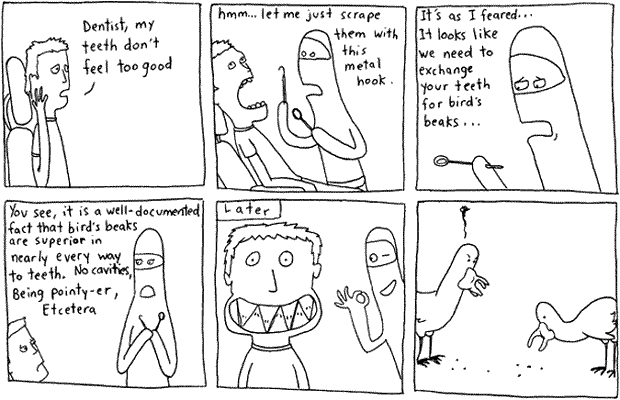 Dentist, my
teeth don't
feel too good
hmm... let me just scrape
them with
this
metal
hook.
It's as I feared...
It looks like
we need to
exchange
your teeth
for bird's
beaks...
You see, it is a well-documented
fact that bird's beaks
are superior in
nearly every way
to teeth. No cavities,
Being pointy-er,
Etcetera
Later